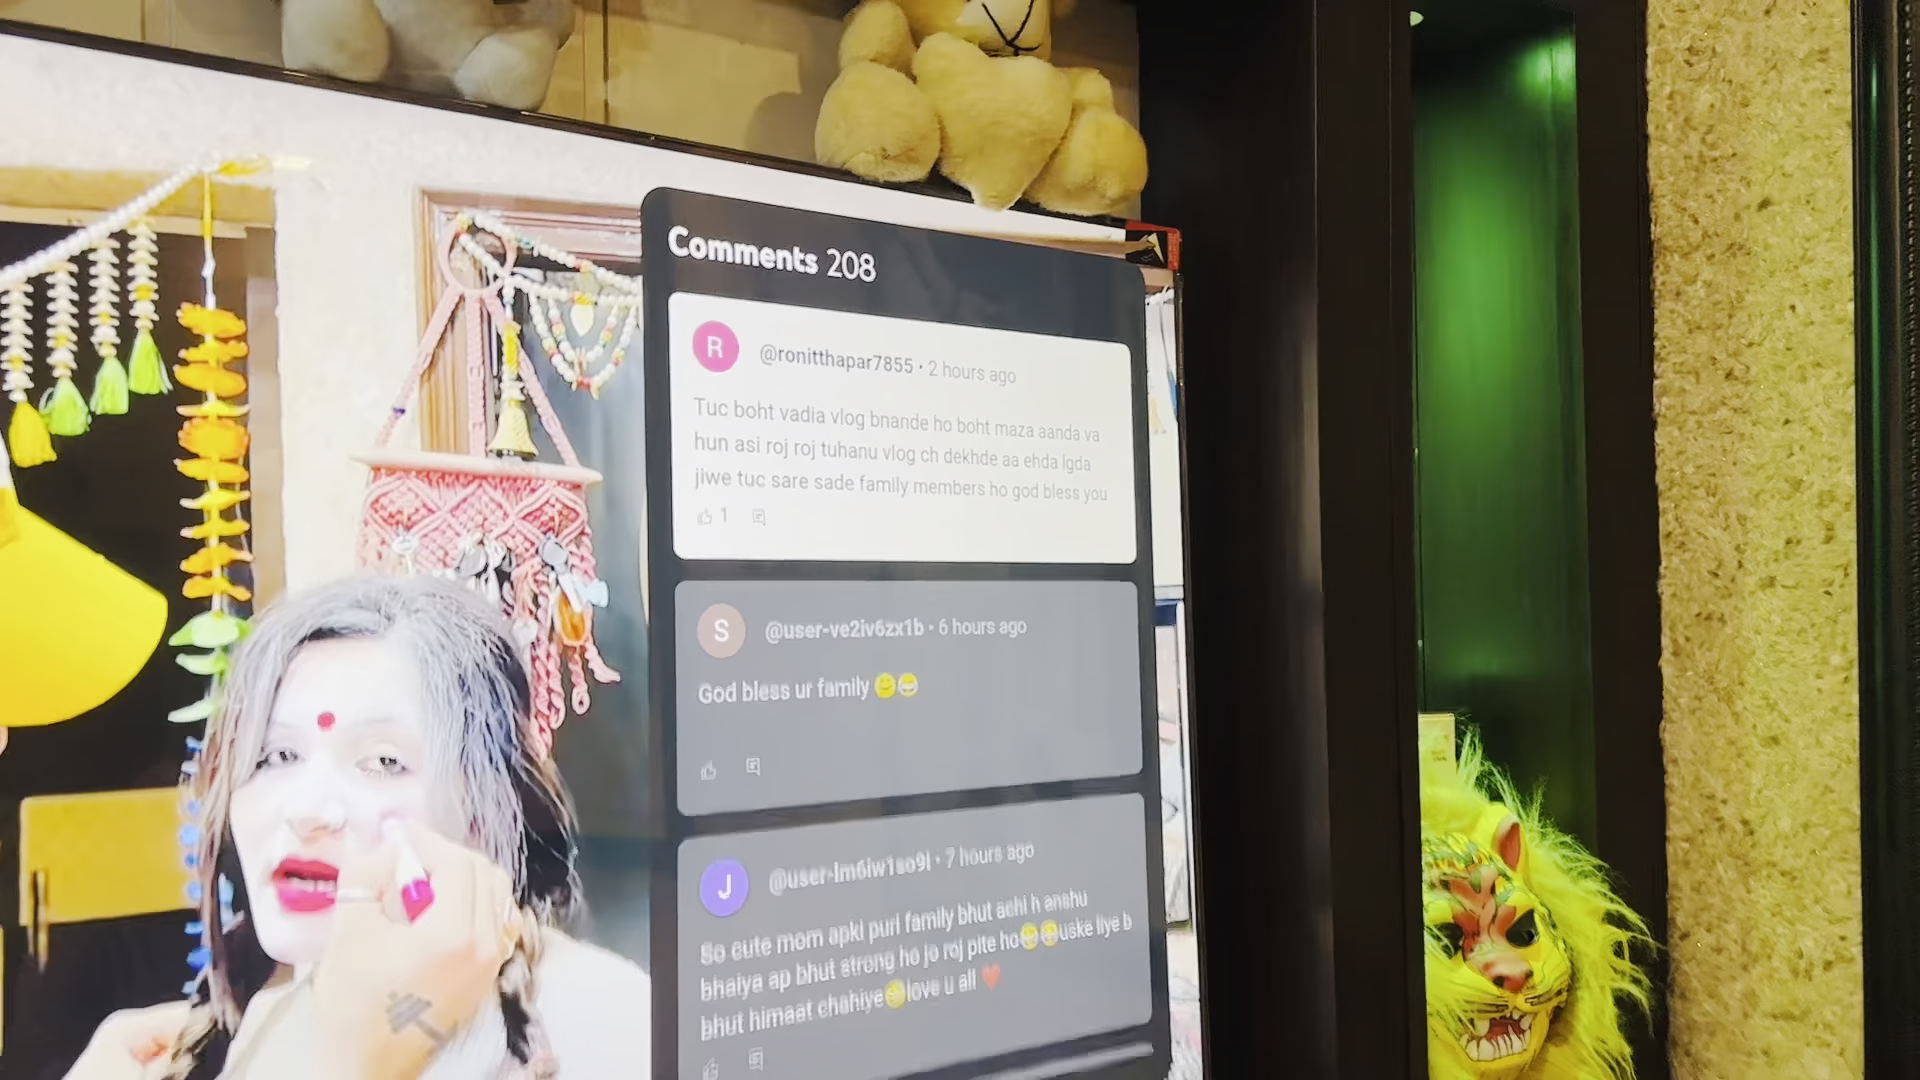 Comments 208
@ronitthapar7855 • 2 hours ago
Tuc boht vadia vlog bnande ho boht maza aanda va
hun asi roj roj tuhanu vlog ch dekhde aa ehda lgda
jiwe tuc sare sade family members ho god bless you
1
@user-ve2iv6zx1b • 6 hours ago
God bless ur family 😊😂
@user-lm6iw1so9l • 7 hours ago
So cute mom apki puri family bhut achi h anshu
bhaiya ap bhut strong ho jo roj pite ho uske liye b
bhut himaat chahiye love u all ❤️